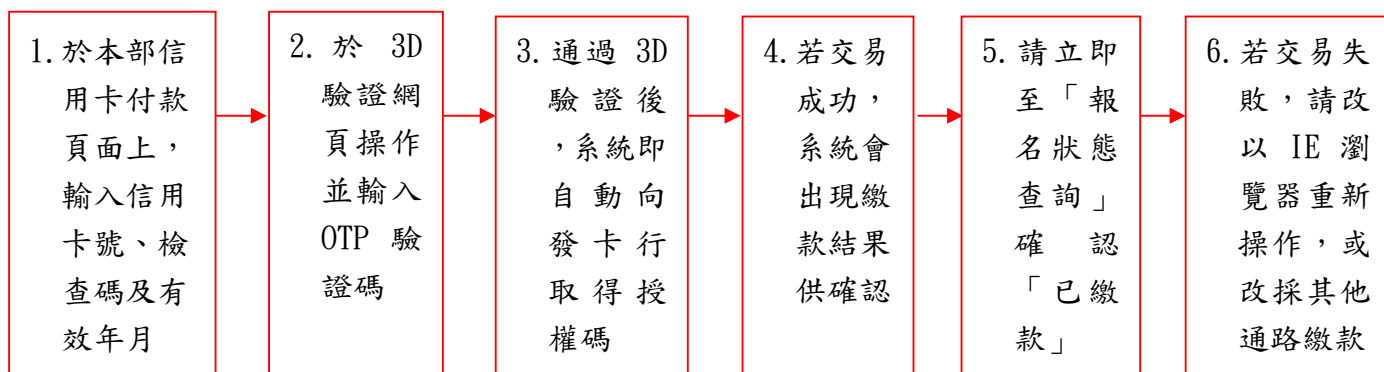 1.於本部信
用卡付款
頁面上，
輸入信用
卡號、檢
查碼及有
效年月
2.於 3D
驗證網
頁操作
並輸入
OTP 驗
證碼
3.通過 3D
驗證後
，系統即
自動向
發卡行
取得授
權碼
4.若交易
成功，
系統會
出現繳
款結果
供確認
5.請立即
至「報
名狀態
查詢」
確認
「已繳
款」
6.若交易失
敗，請改
以 IE 瀏
覽器重新
操作，或
改採其他
通路繳款